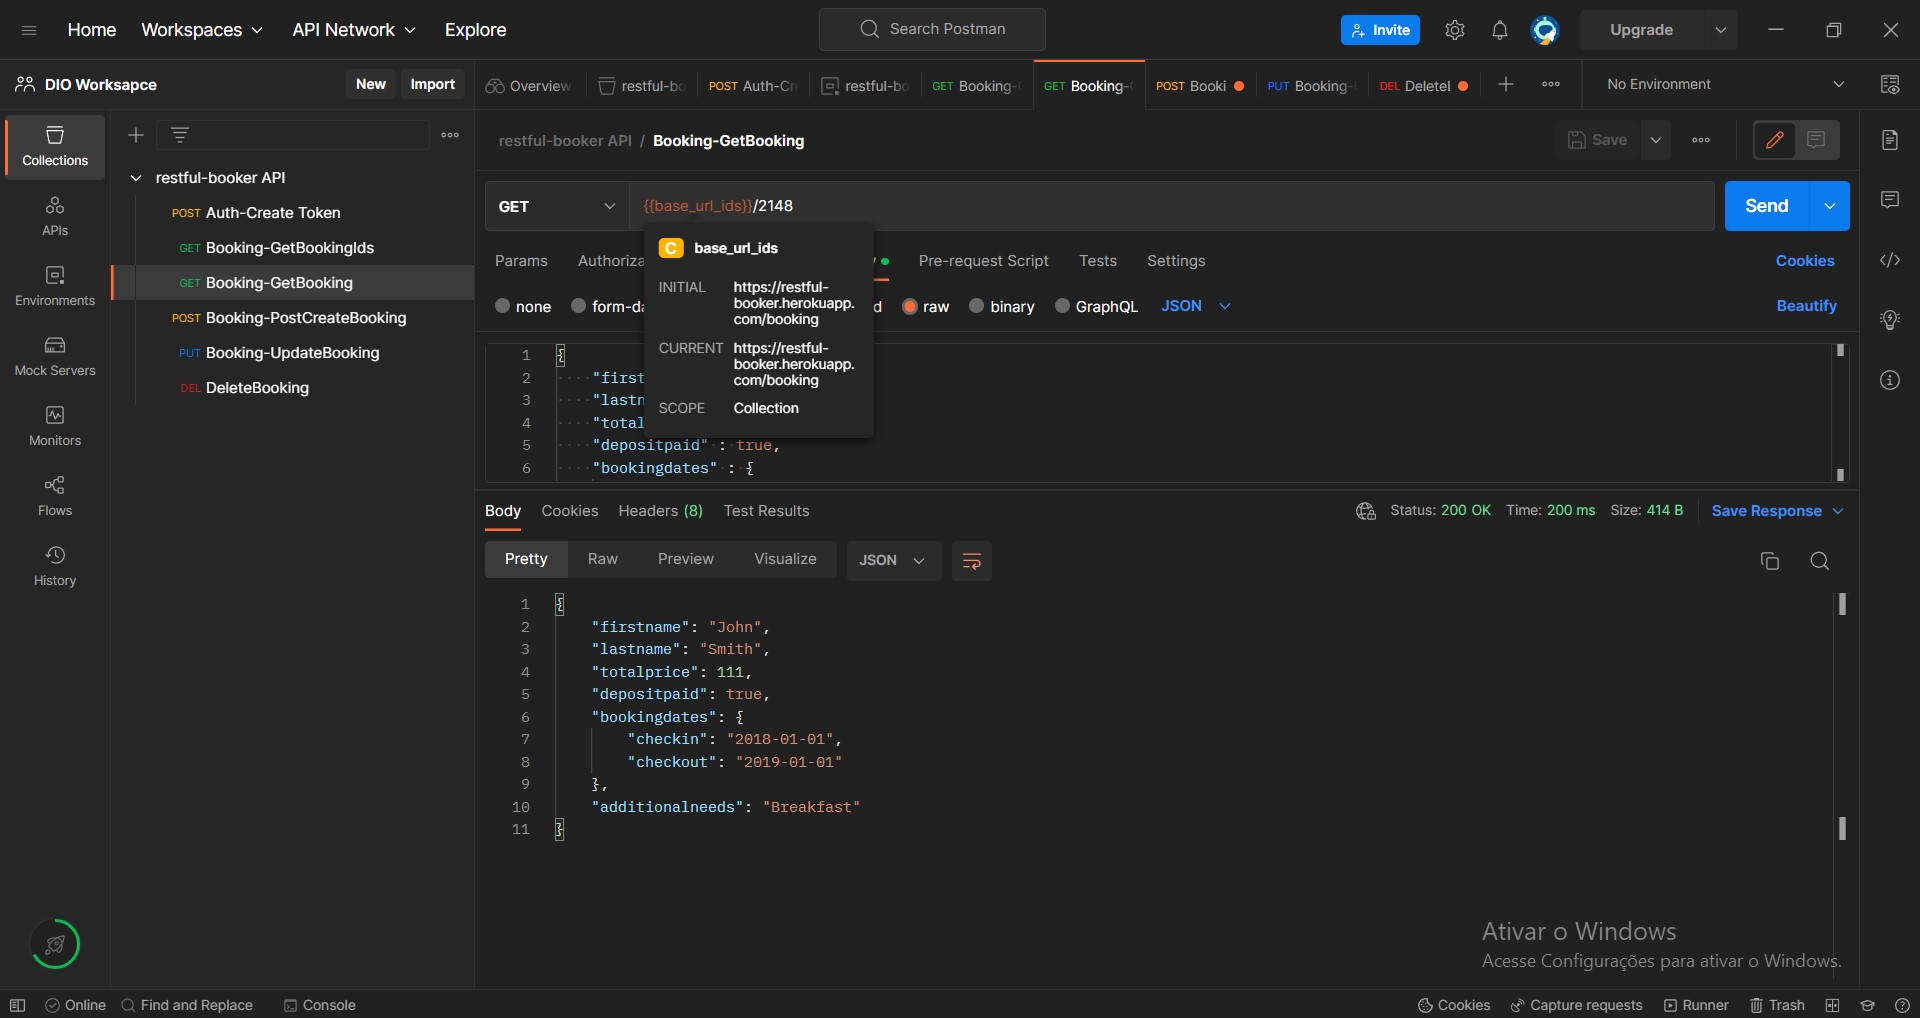 Home Workspaces API Network Explore Search Postman Invite Upgrade
DIO Worksapce New Import Overview restful-bo POST Auth-Cr restful-bo GET Booking- GET Booking- POST Booki PUT Booking- DEL Deletel No Environment
Collections
APIs
Environments
Mock Servers
Monitors
Flows
History
restful-booker API
POST Auth-Create Token
GET Booking-GetBookingIds
GET Booking-GetBooking
POST Booking-PostCreateBooking
PUT Booking-UpdateBooking
DEL DeleteBooking
restful-booker API / Booking-GetBooking Save
GET {{base_url_ids}}/2148 Send
Params Authoriza Pre-request Script Tests Settings Cookies
none form-da d raw binary GraphQL JSON Beautify
C base_url_ids
INITIAL https://restful-
booker.herokuapp.
com/booking
CURRENT https://restful-
booker.herokuapp.
com/booking
SCOPE Collection
1 {
2 "first
3 "lastn
4 "total
5 "depositpaid" : true,
6 "bookingdates" : {
Body Cookies Headers (8) Test Results Status: 200 OK Time: 200 ms Size: 414 B Save Response
Pretty Raw Preview Visualize JSON
1 {
2 "firstname": "John",
3 "lastname": "Smith",
4 "totalprice": 111,
5 "depositpaid": true,
6 "bookingdates": {
7 "checkin": "2018-01-01",
8 "checkout": "2019-01-01"
9 },
10 "additionalneeds": "Breakfast"
11 }
Ativar o Windows
Acesse Configurações para ativar o Windows.
Online Find and Replace Console Cookies Capture requests Runner Trash